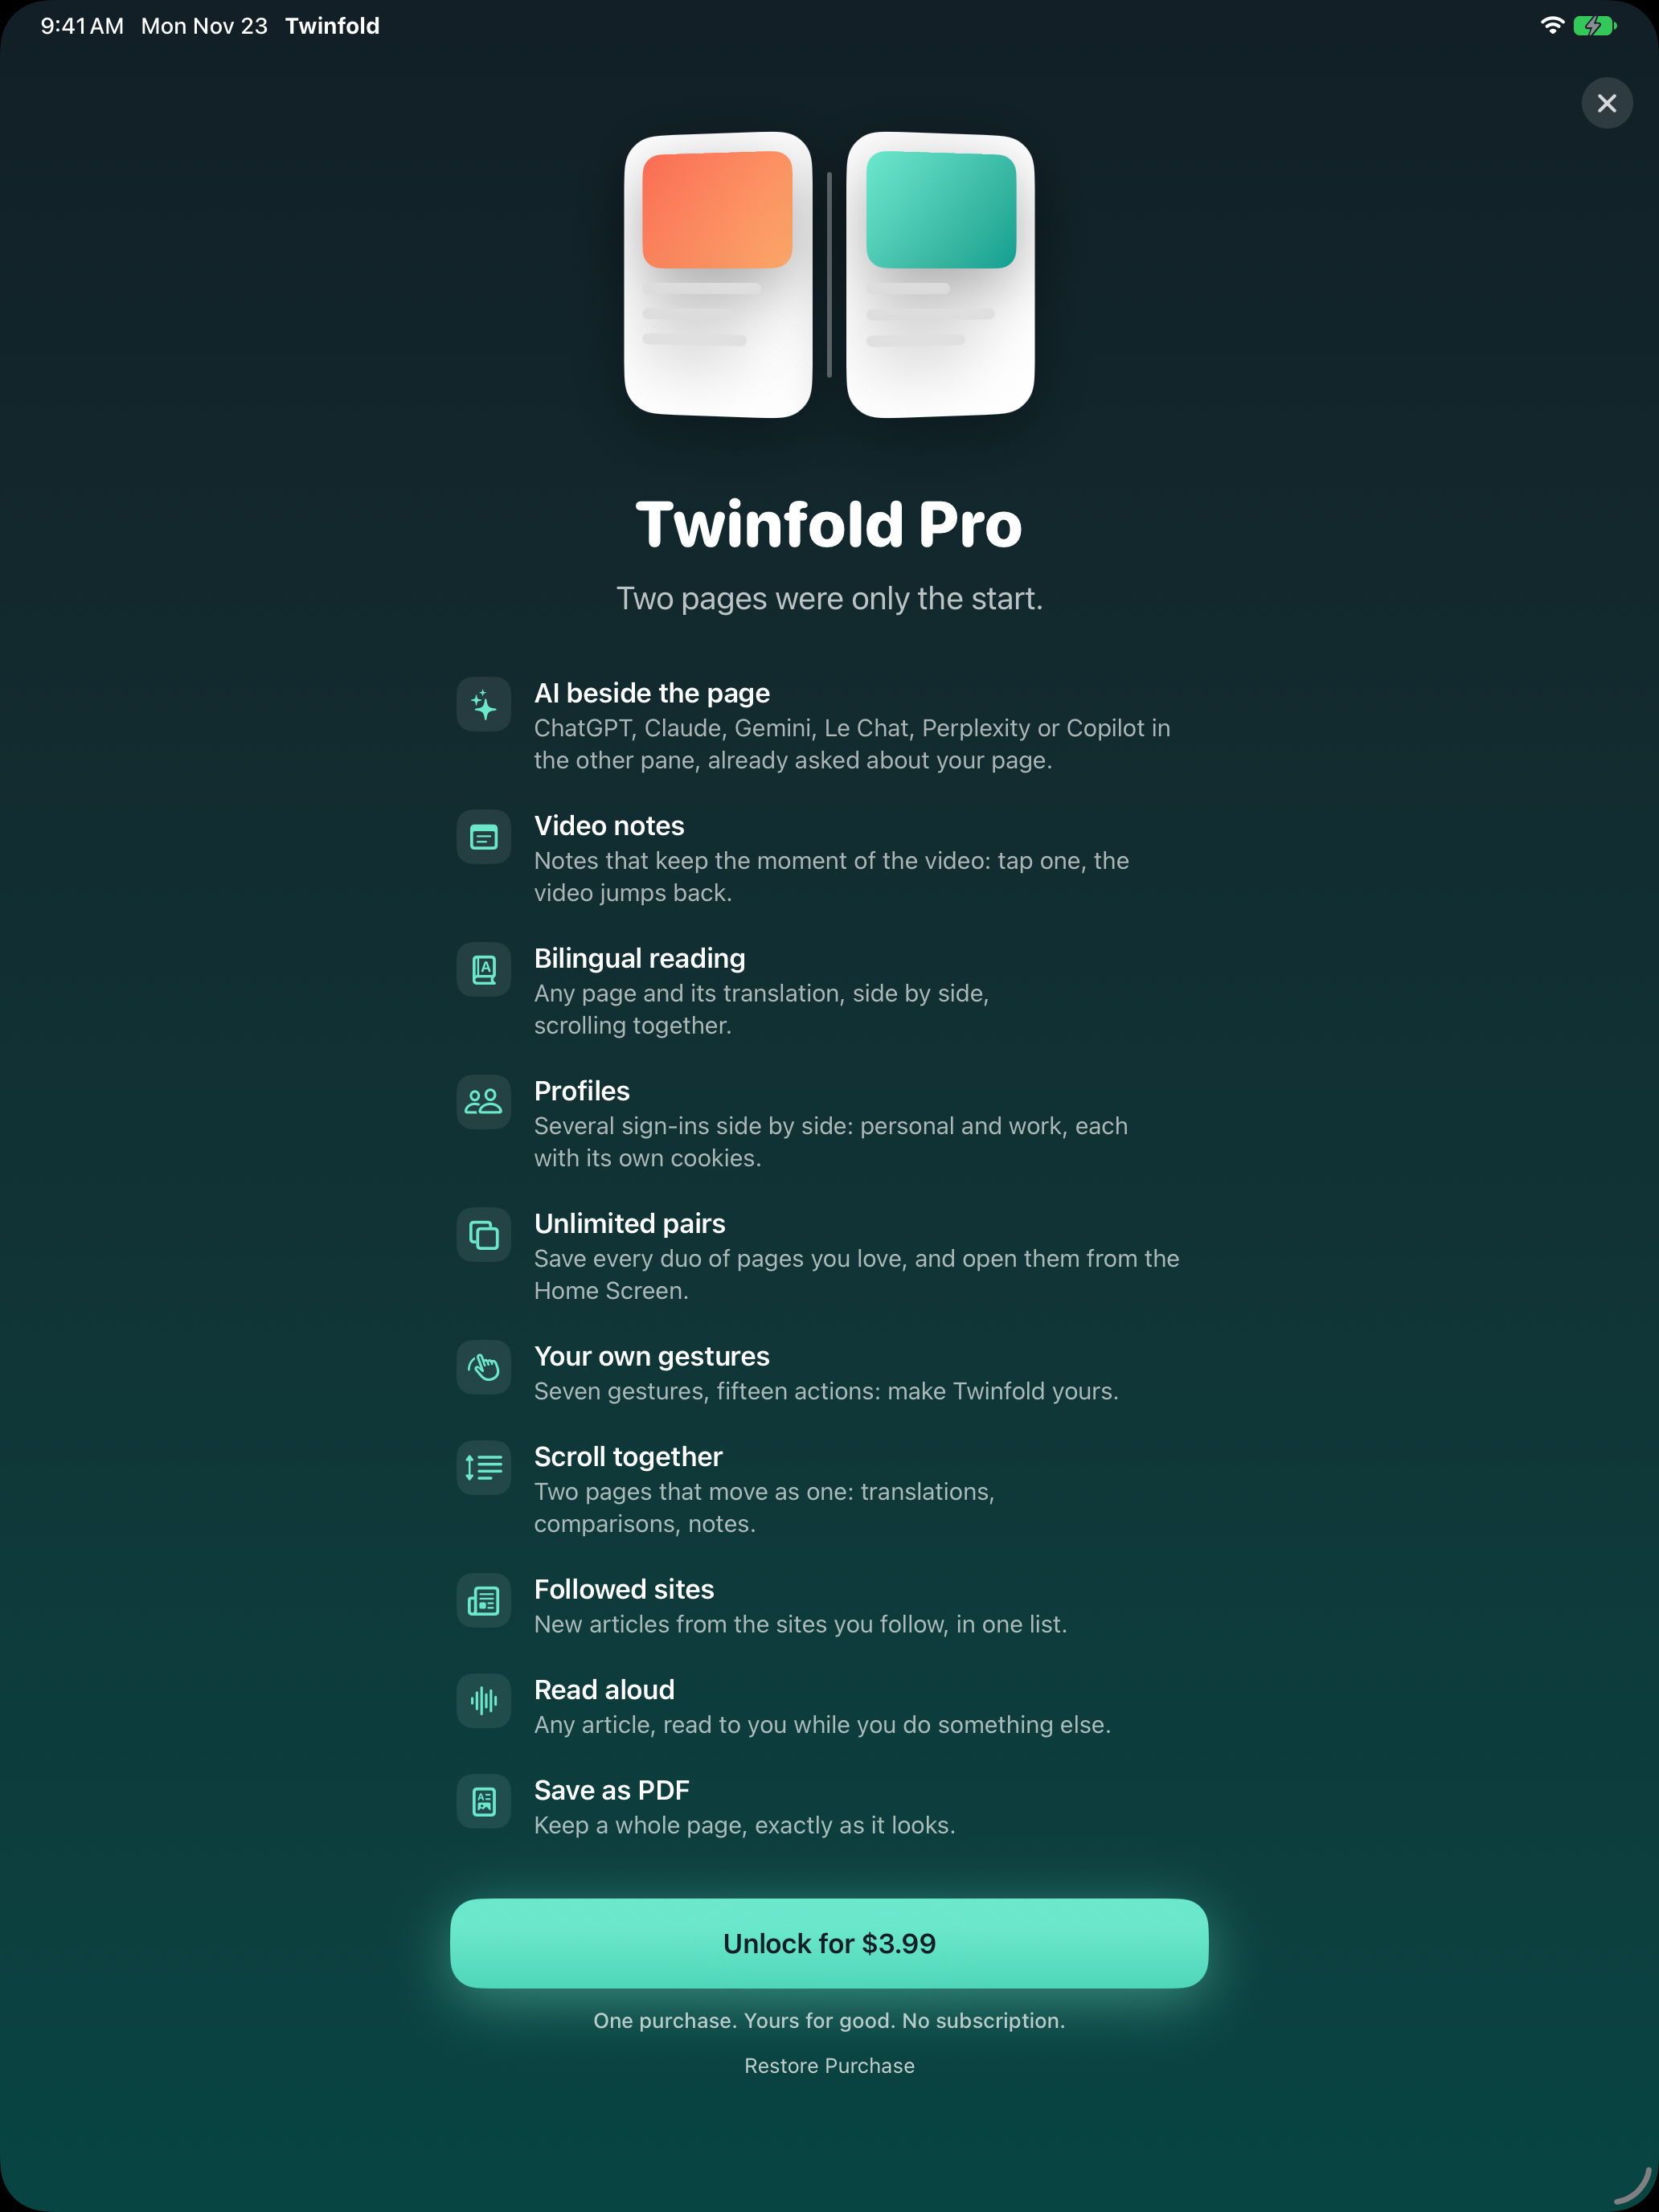 9:41 AM Mon Nov 23 Twinfold
Twinfold Pro
Two pages were only the start.
AI beside the page
ChatGPT, Claude, Gemini, Le Chat, Perplexity or Copilot in
the other pane, already asked about your page.
Video notes
Notes that keep the moment of the video: tap one, the
video jumps back.
Bilingual reading
Any page and its translation, side by side,
scrolling together.
Profiles
Several sign-ins side by side: personal and work, each
with its own cookies.
Unlimited pairs
Save every duo of pages you love, and open them from the
Home Screen.
Your own gestures
Seven gestures, fifteen actions: make Twinfold yours.
Scroll together
Two pages that move as one: translations,
comparisons, notes.
Followed sites
New articles from the sites you follow, in one list.
Read aloud
Any article, read to you while you do something else.
Save as PDF
Keep a whole page, exactly as it looks.
Unlock for $3.99
One purchase. Yours for good. No subscription.
Restore Purchase